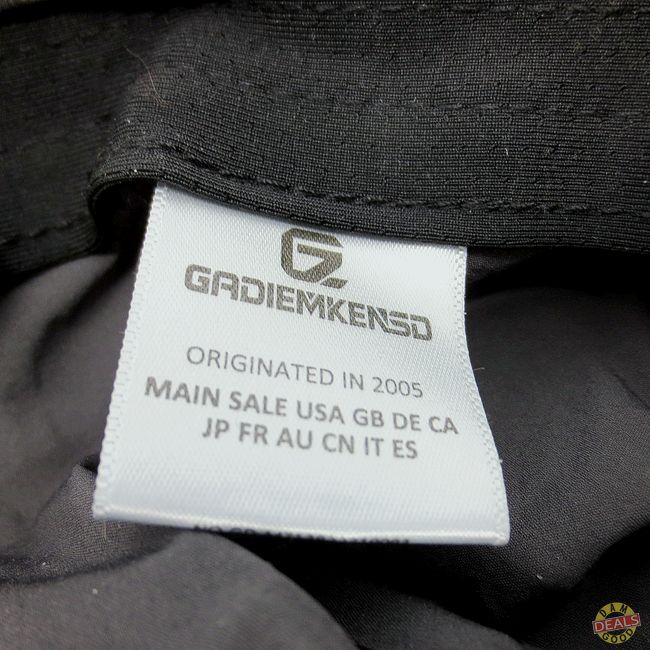 GADIEMKENSD
ORIGINATED IN 2005
MAIN SALE USA GB DE CA
JP FR AU CN IT ES
DAM
DEALS
GOOD